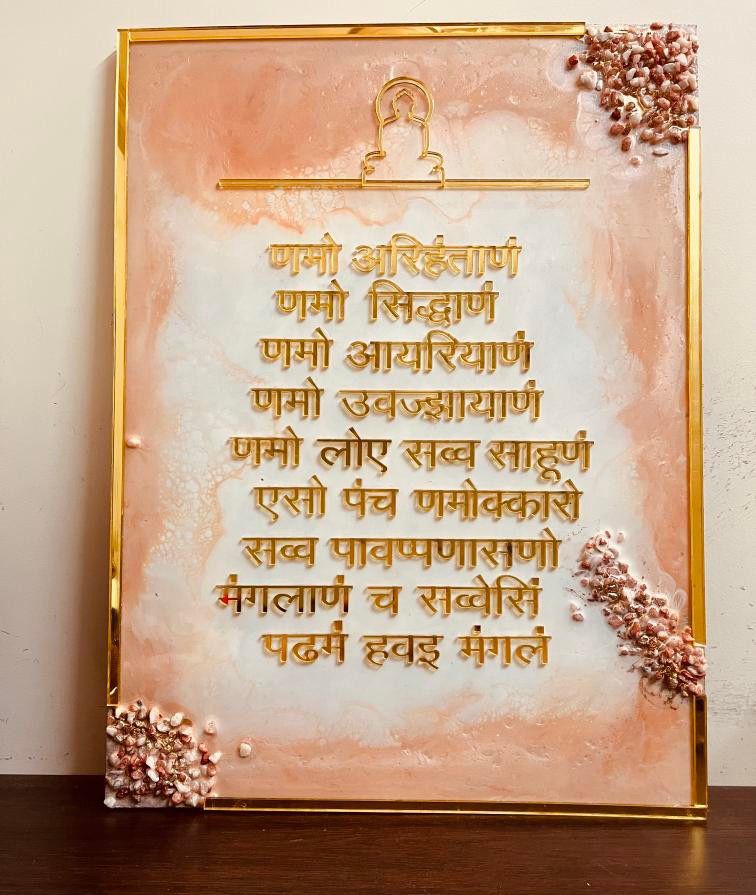 णमो अरिहंताणं
णमो सिद्धाणं
णमो आयरियाणं
णमो उवज्झायाणं
णमो लोए सव्व साहूणं
एसो पंच णमोक्कारो
सव्व पावप्पणासणो
मंगलाणं च सव्वेसिं
पढमं हवइ मंगलं